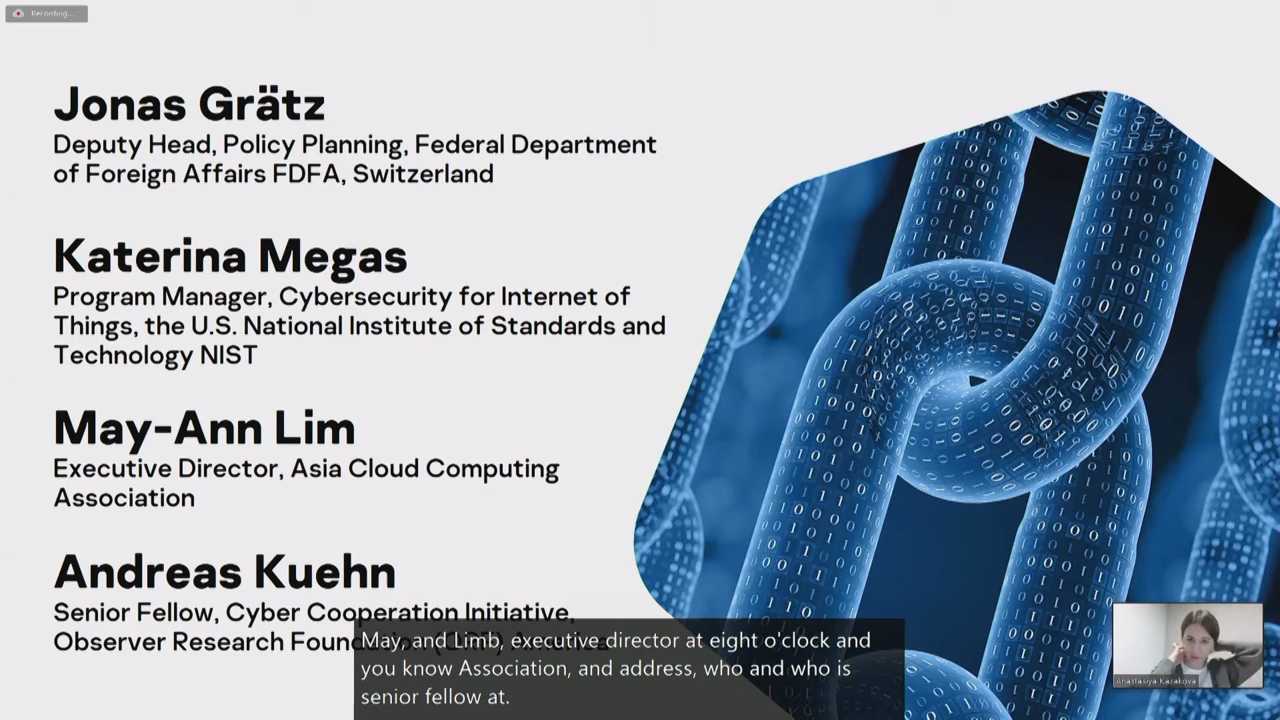 Recording...
Jonas Grätz
Deputy Head, Policy Planning, Federal Department
of Foreign Affairs FDFA, Switzerland
Katerina Megas
Program Manager, Cybersecurity for Internet of
Things, the U.S. National Institute of Standards and
Technology NIST
May-Ann Lim
Executive Director, Asia Cloud Computing
Association
Andreas Kuehn
Senior Fellow, Cyber Cooperation Initiative,
Observer Research
May, and Limb, executive director at eight o'clock and
you know Association, and address, who and who is
senior fellow at.
Anastasiya Kazakova